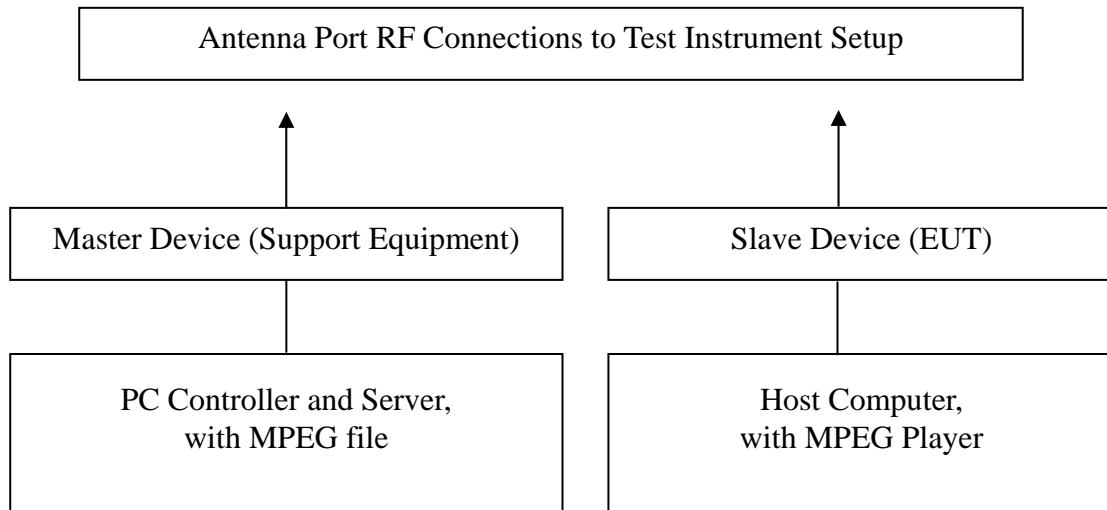 Antenna Port RF Connections to Test Instrument Setup
Master Device (Support Equipment)
Slave Device (EUT)
PC Controller and Server,
with MPEG file
Host Computer,
with MPEG Player